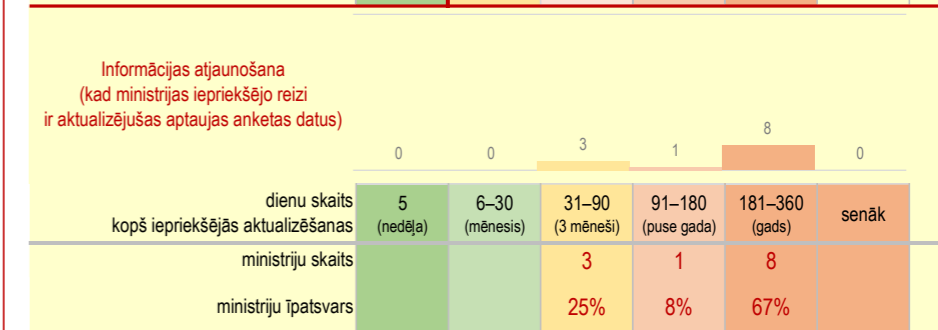 Informācijas atjaunošana
(kad ministrijas iepriekšējo reizi
ir aktualizējušas aptaujas anketas datus)
0 0 3 1 8 0
dienu skaits 5 6–30 31–90 91–180 181–360 senāk
kopš iepriekšējās aktualizēšanas (nedēļa) (mēnesis) (3 mēneši) (puse gada) (gads)
ministriju skaits 3 1 8
ministriju īpatsvars 25% 8% 67%